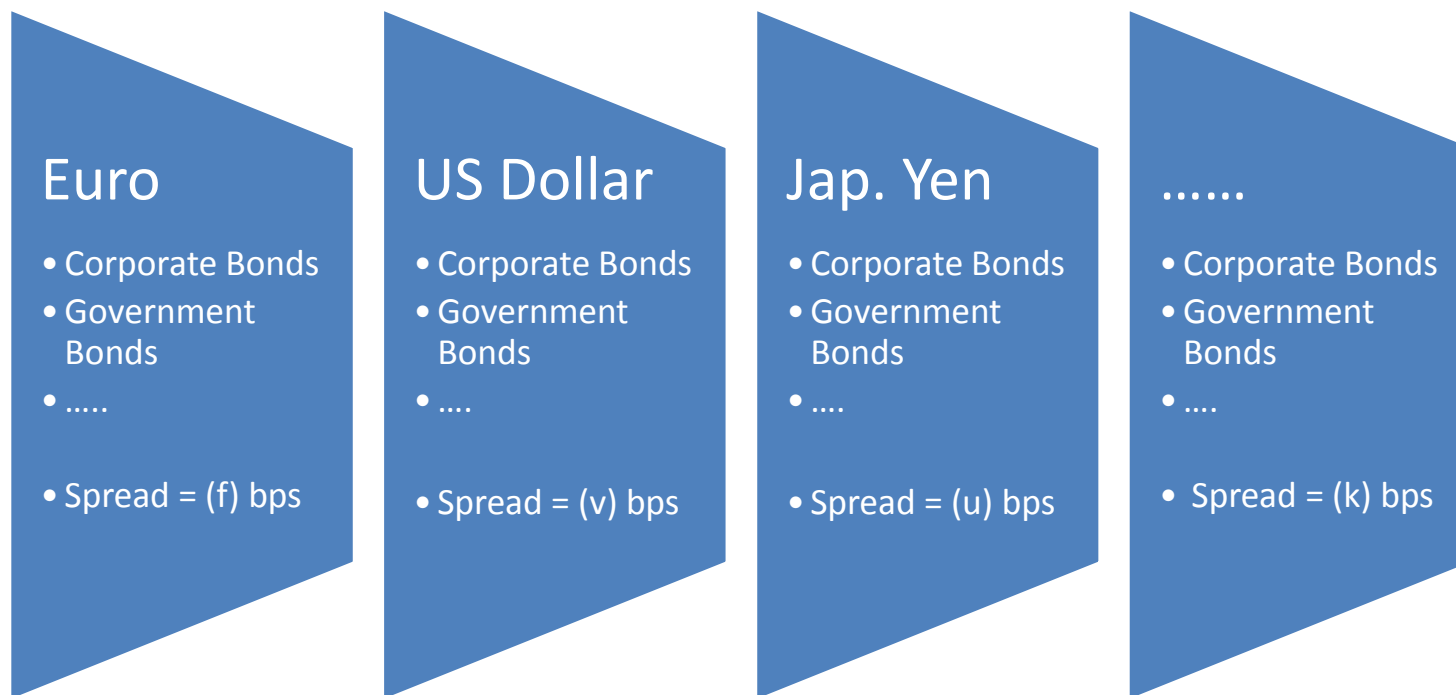 Euro
• Corporate Bonds
• Government
Bonds
• .....
• Spread = (f) bps
US Dollar
• Corporate Bonds
• Government
Bonds
• ....
• Spread = (v) bps
Jap. Yen
• Corporate Bonds
• Government
Bonds
• ....
• Spread = (u) bps
......
• Corporate Bonds
• Government
Bonds
• ....
• Spread = (k) bps